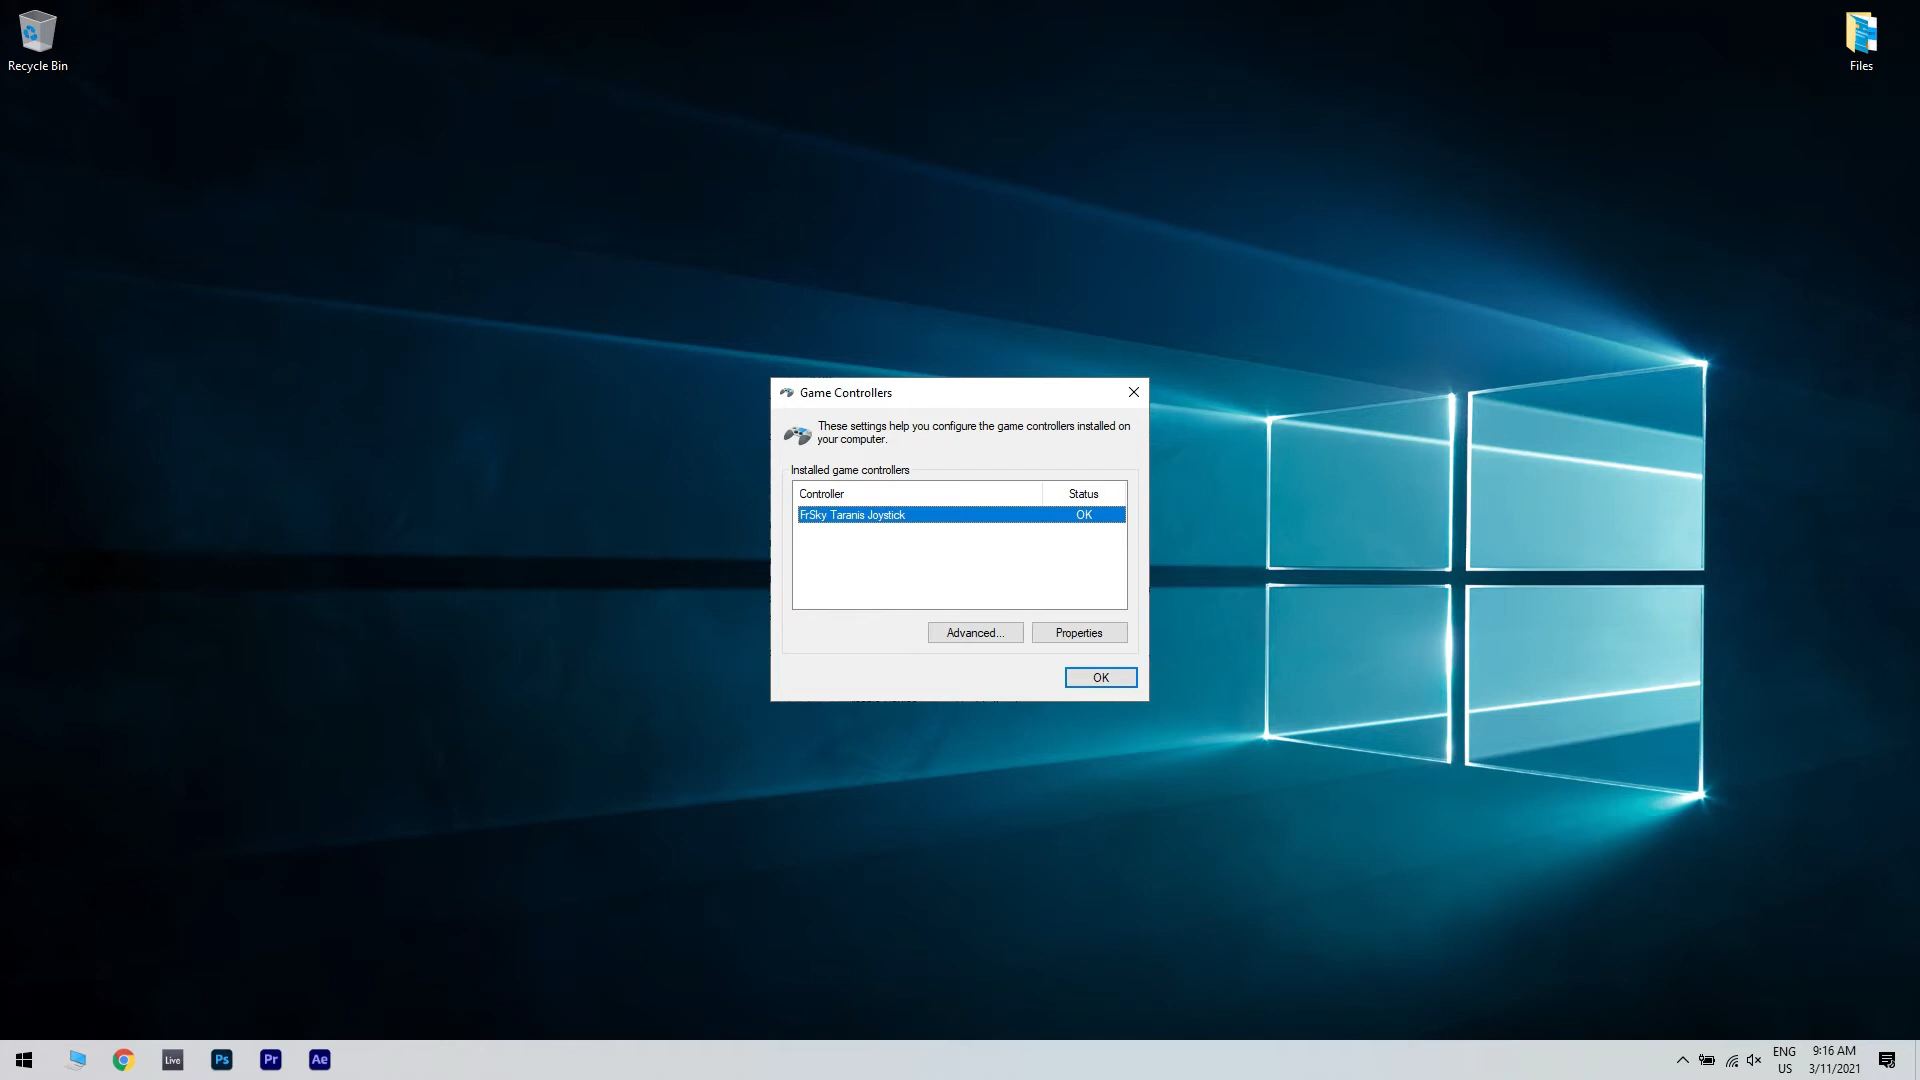 Recycle Bin
Files
Game Controllers
These settings help you configure the game controllers installed on
your computer.
Installed game controllers
Controller Status
FrSky Taranis Joystick OK
Advanced... Properties
OK
Live Ps Pr Ae
ENG
US
9:16 AM
3/11/2021